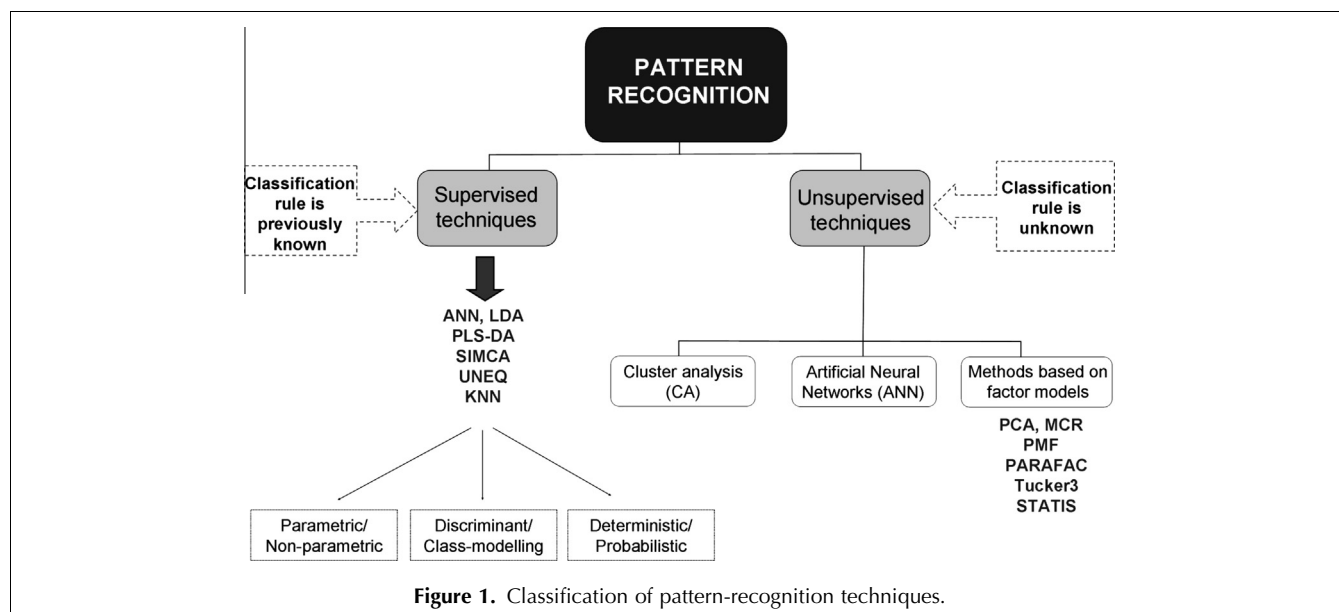 PATTERN
RECOGNITION
Classification
rule is
previously
known
Supervised
techniques
Unsupervised
techniques
Classification
rule is
unknown
ANN, LDA
PLS-DA
SIMCA
UNEQ
KNN
Cluster analysis
(CA)
Artificial Neural
Networks (ANN)
Methods based on
factor models
PCA, MCR
PMF
PARAFAC
Tucker3
STATIS
Parametric/
Non-parametric
Discriminant/
Class-modelling
Deterministic/
Probabilistic
Figure 1. Classification of pattern-recognition techniques.